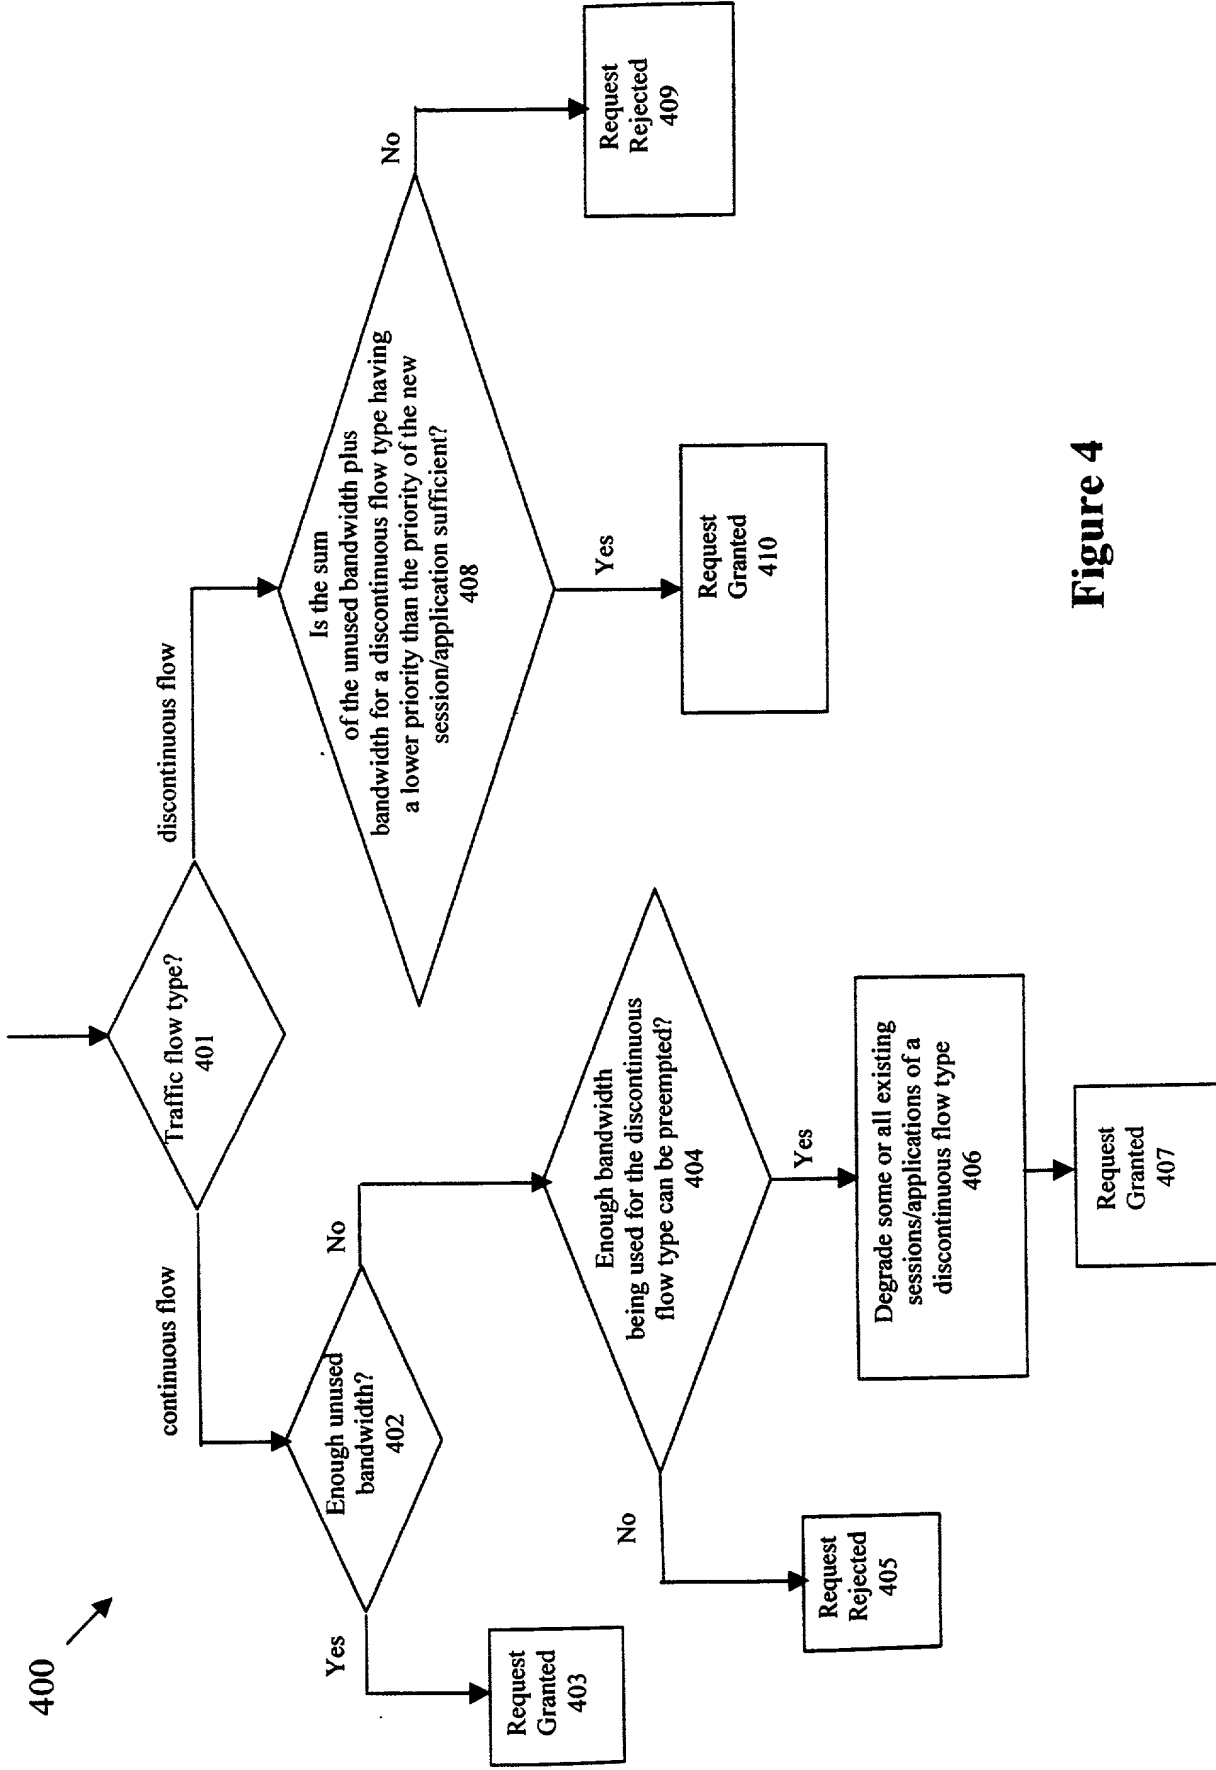 400
Traffic flow type?
401
continuous flow
discontinuous flow
Enough unused
bandwidth?
402
Yes
No
Request
Granted
403
Enough bandwidth
being used for the discontinuous
flow type can be preempted?
404
No
Yes
Request
Rejected
405
Degrade some or all existing
sessions/applications of a
discontinuous flow type
406
Request
Granted
407
Is the sum
of the unused bandwidth plus
bandwidth for a discontinuous flow type having
a lower priority than the priority of the new
session/application sufficient?
408
No
Yes
Request
Rejected
409
Request
Granted
410
Figure 4